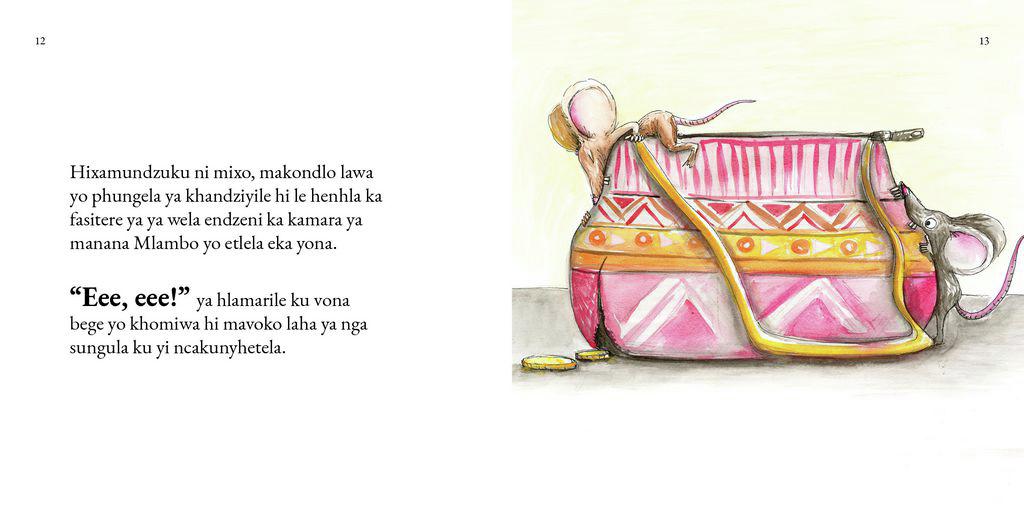 12
Hixamundzuku ni mixo, makondlo lawa
yo phungela ya khandziyile hi le henhla ka
fasitere ya ya wela endzeni ka kamara ya
manana Mlambo yo etlela eka yona.
“Eee, eee!” ya hlamarile ku vona
bege yo khomiwa hi mavoko laha ya nga
sungula ku yi ncakunyhetela.
13